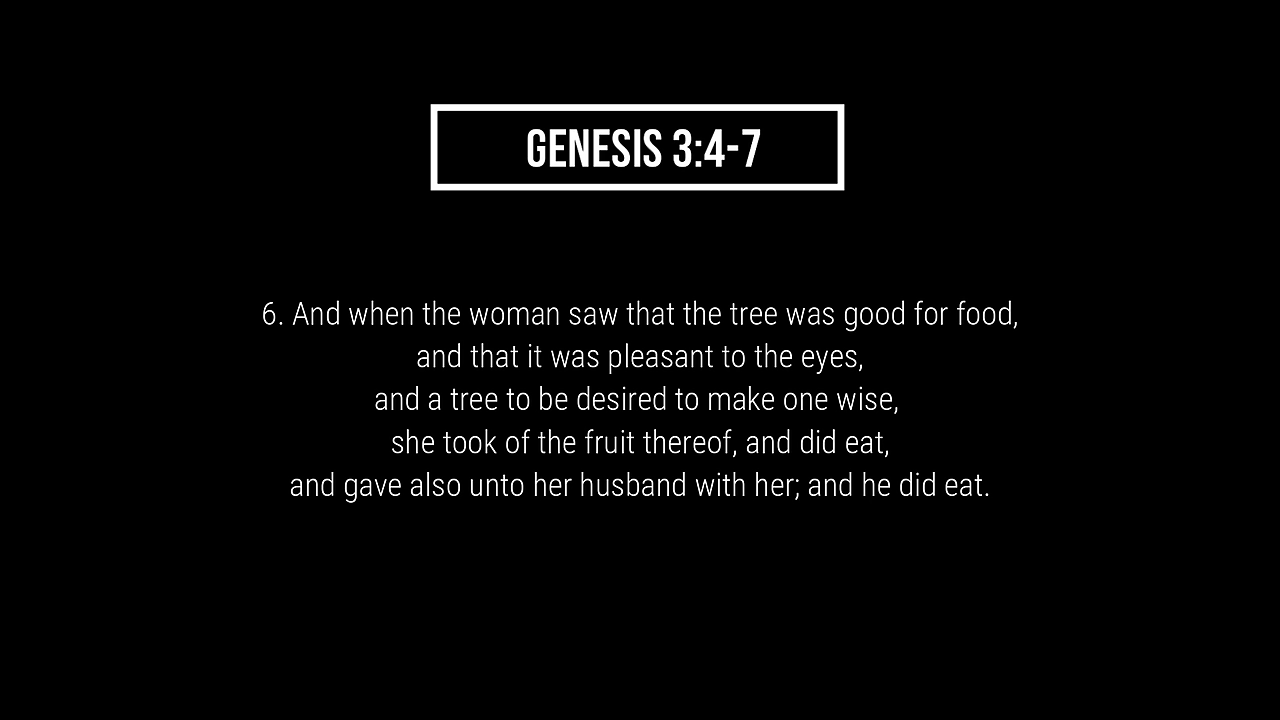 GENESIS 3:4-7
6. And when the woman saw that the tree was good for food,
and that it was pleasant to the eyes,
and a tree to be desired to make one wise,
she took of the fruit thereof, and did eat,
and gave also unto her husband with her; and he did eat.